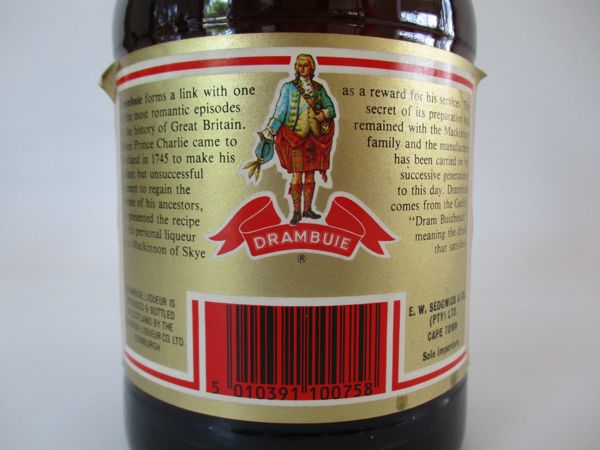 forms a link with one
the most romantic episodes
the history of Great Britain.
Prince Charlie came to
in 1745 to make his
but unsuccessful
to regain the
of his ancestors,
presented the recipe
personal liqueur
Mackinnon of Skye
as a reward for his services. The
secret of its preparation
remained with the Mackinnon
family and the manufacture
has been carried on by
successive generations
to this day. Drambuie
comes from the Gaelic
"Dram Buidheach"
meaning the drink
that satisfies
DRAMBUIE
®
LIQUEUR IS
& BOTTLED
BY THE
LIQUEUR CO. LTD.
EDINBURGH
E. W. SEDGWICK & CO.
(PTY) LTD.
CAPE TOWN
Sole Importers
5 010391 100758